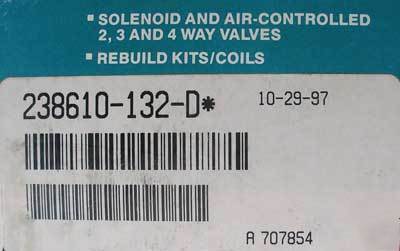 ▪ SOLENOID AND AIR-CONTROLLED
2, 3 AND 4 WAY VALVES
▪ REBUILD KITS/COILS
238610-132-D* 10-29-97
A 707854